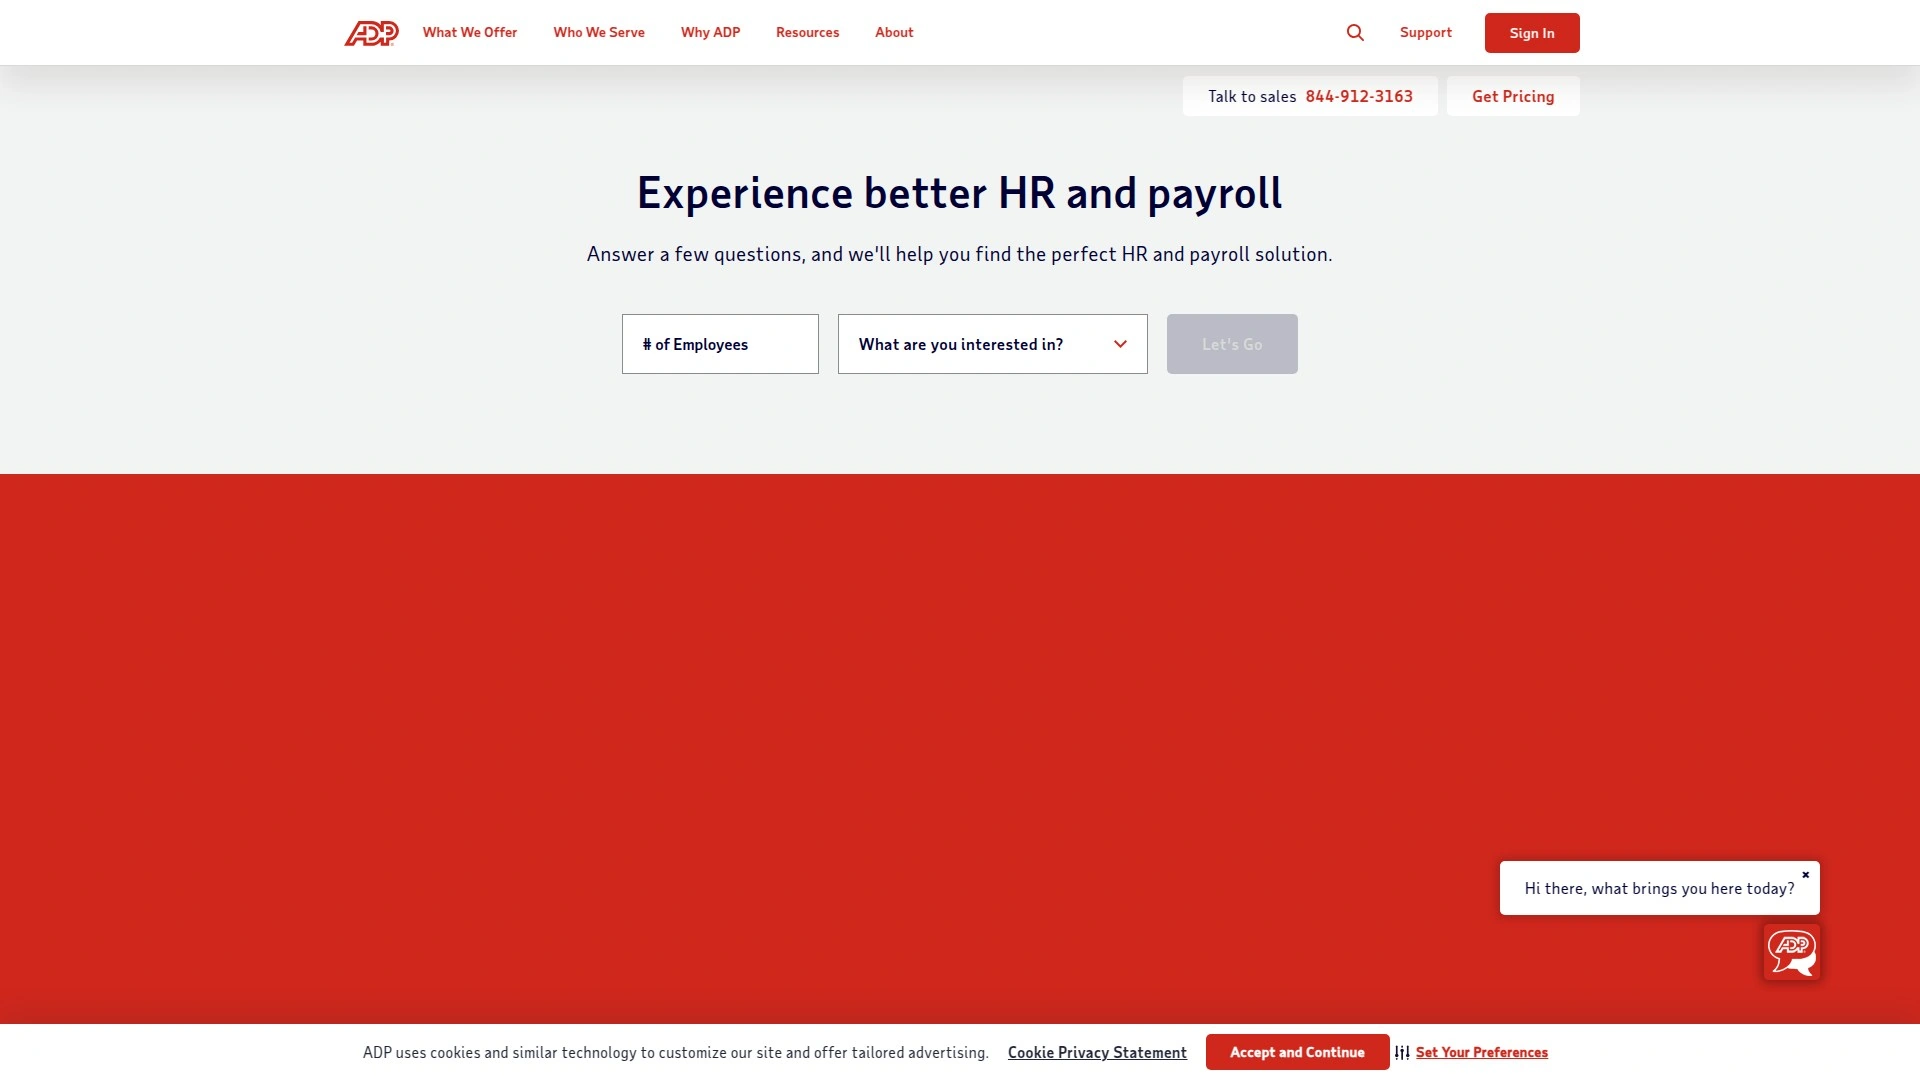 ADP
What We Offer
Who We Serve
Why ADP
Resources
About
Support
Sign In
Talk to sales 844-912-3163
Get Pricing
Experience better HR and payroll
Answer a few questions, and we'll help you find the perfect HR and payroll solution.
# of Employees
What are you interested in?
Let's Go
Hi there, what brings you here today?
ADP
ADP uses cookies and similar technology to customize our site and offer tailored advertising.
Cookie Privacy Statement
Accept and Continue
Set Your Preferences